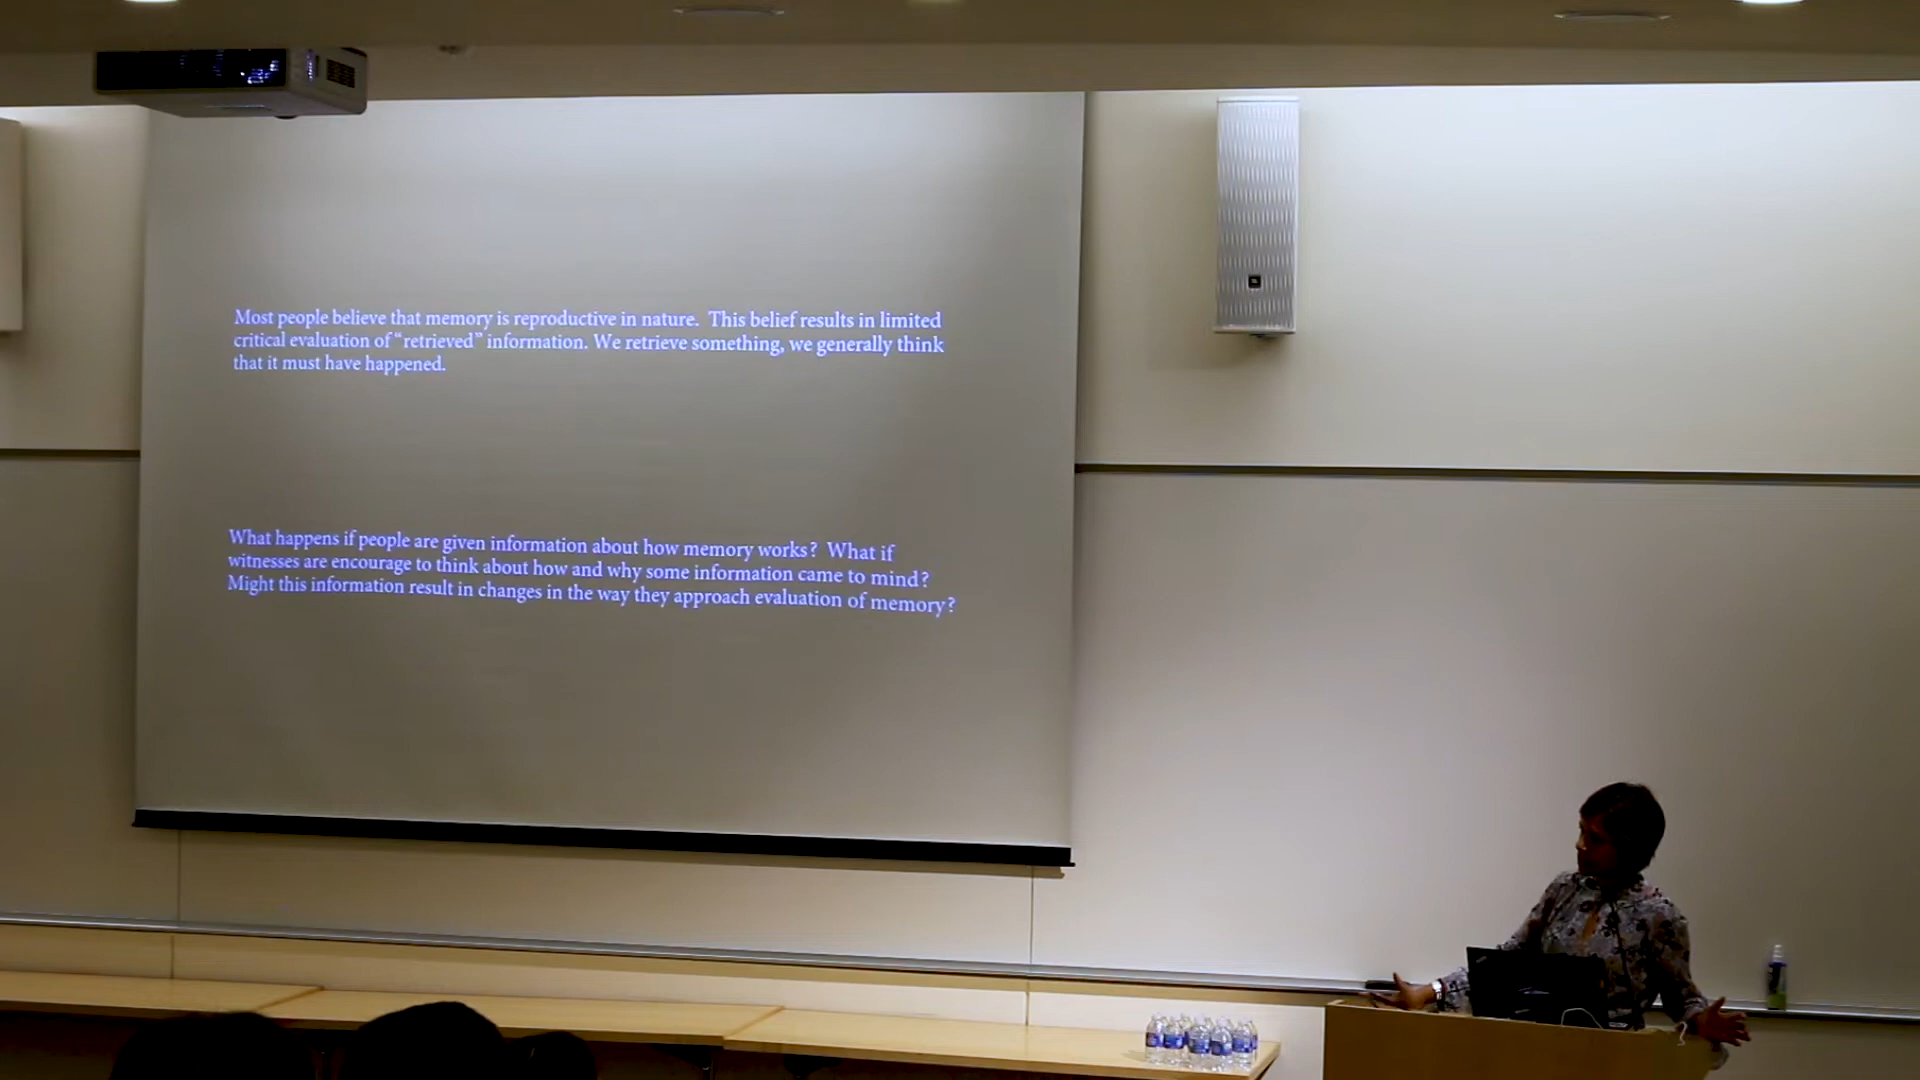 Most people believe that memory is reproductive in nature.  This belief results in limited
critical evaluation of “retrieved” information. We retrieve something, we generally think
that it must have happened.
What happens if people are given information about how memory works?  What if
witnesses are encourage to think about how and why some information came to mind?
Might this information result in changes in the way they approach evaluation of memory?